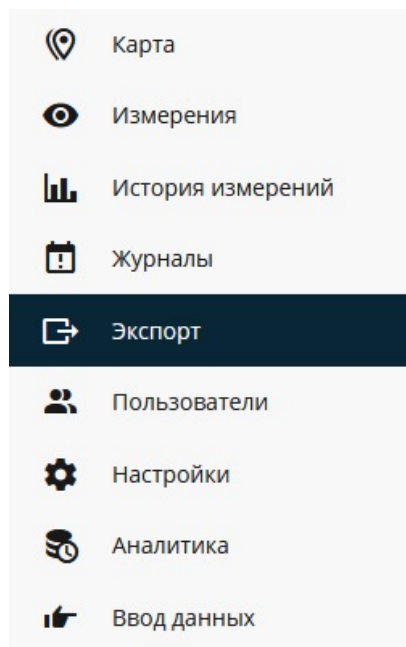 Карта
Измерения
История измерений
Журналы
Экспорт
Пользователи
Настройки
Аналитика
Ввод данных